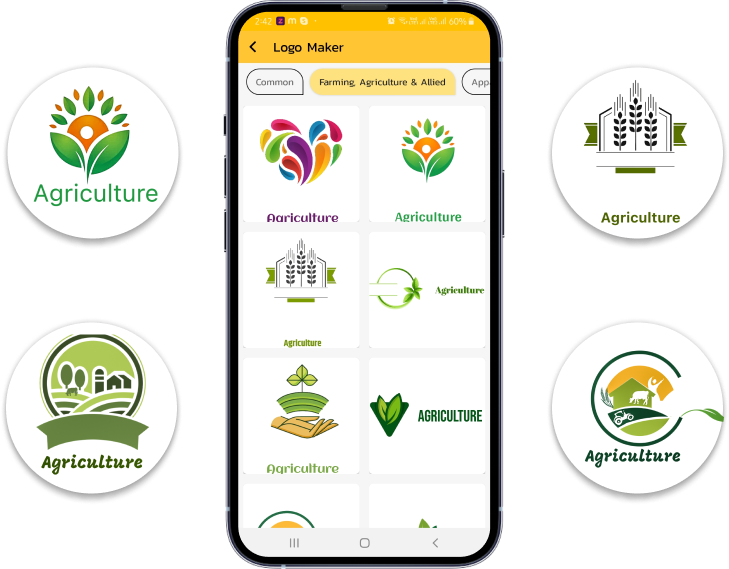 2:42
60%
Logo Maker
Common
Farming, Agriculture & Allied
App
Agriculture
Agriculture
Agriculture
Agriculture
Agriculture
Agriculture
Agriculture
AGRICULTURE
Agriculture
Agriculture
Agriculture